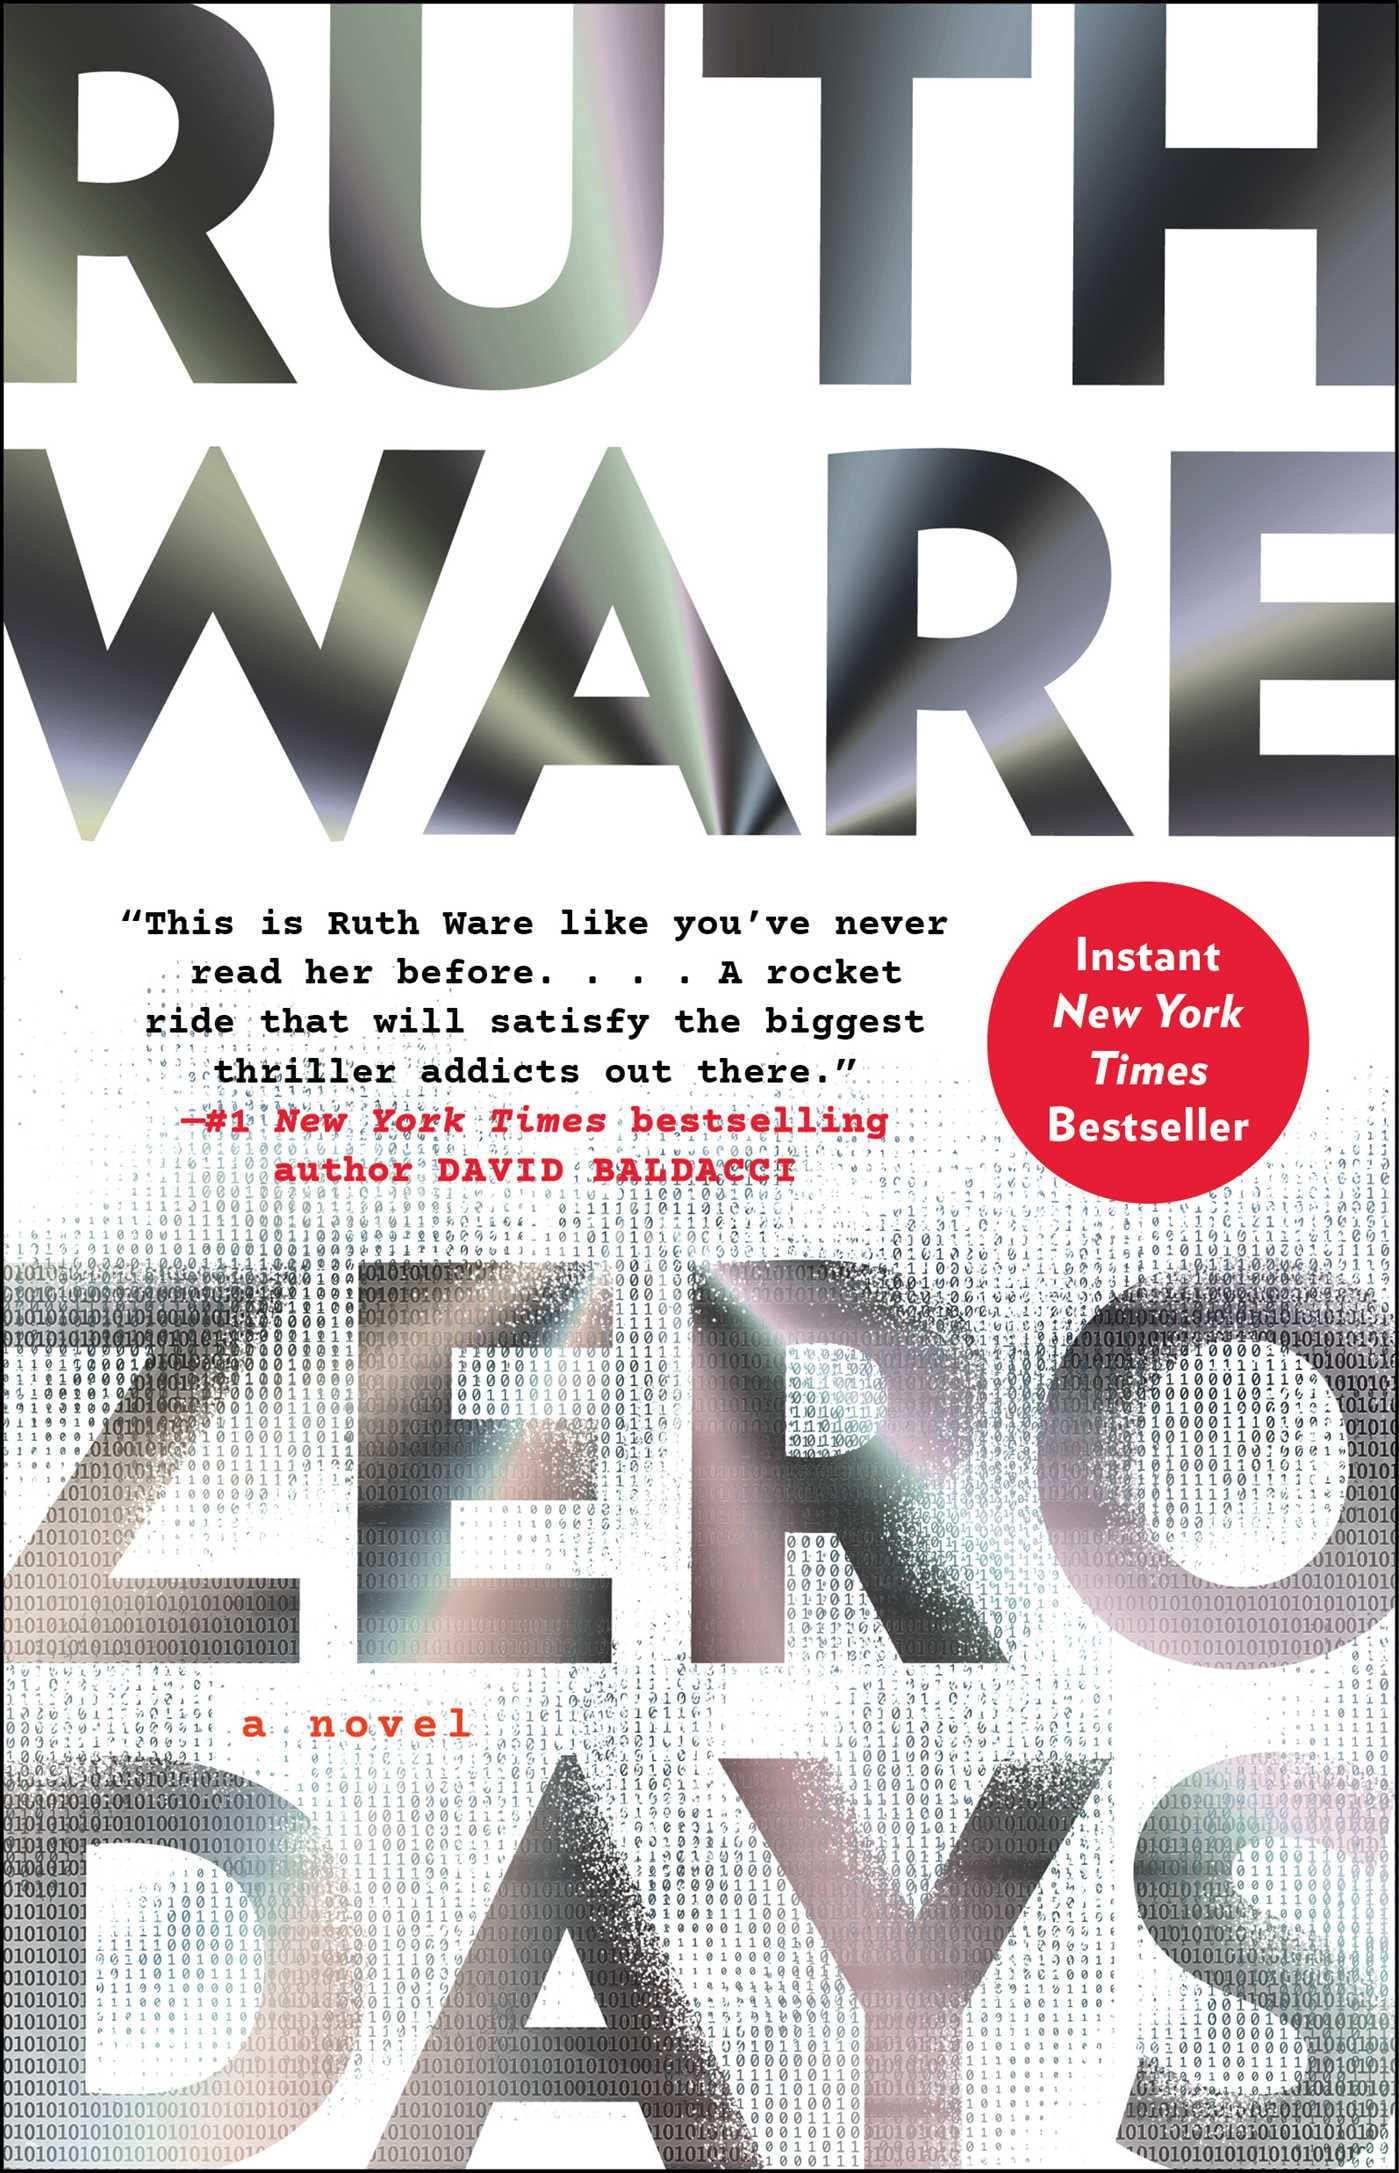 RUTH
WARE
“This is Ruth Ware like you’ve never
read her before. . . . A rocket
ride that will satisfy the biggest
thriller addicts out there.”
—#1 New York Times bestselling
author DAVID BALDACCI
Instant
New York
Times
Bestseller
ZERO
a novel
DAYS